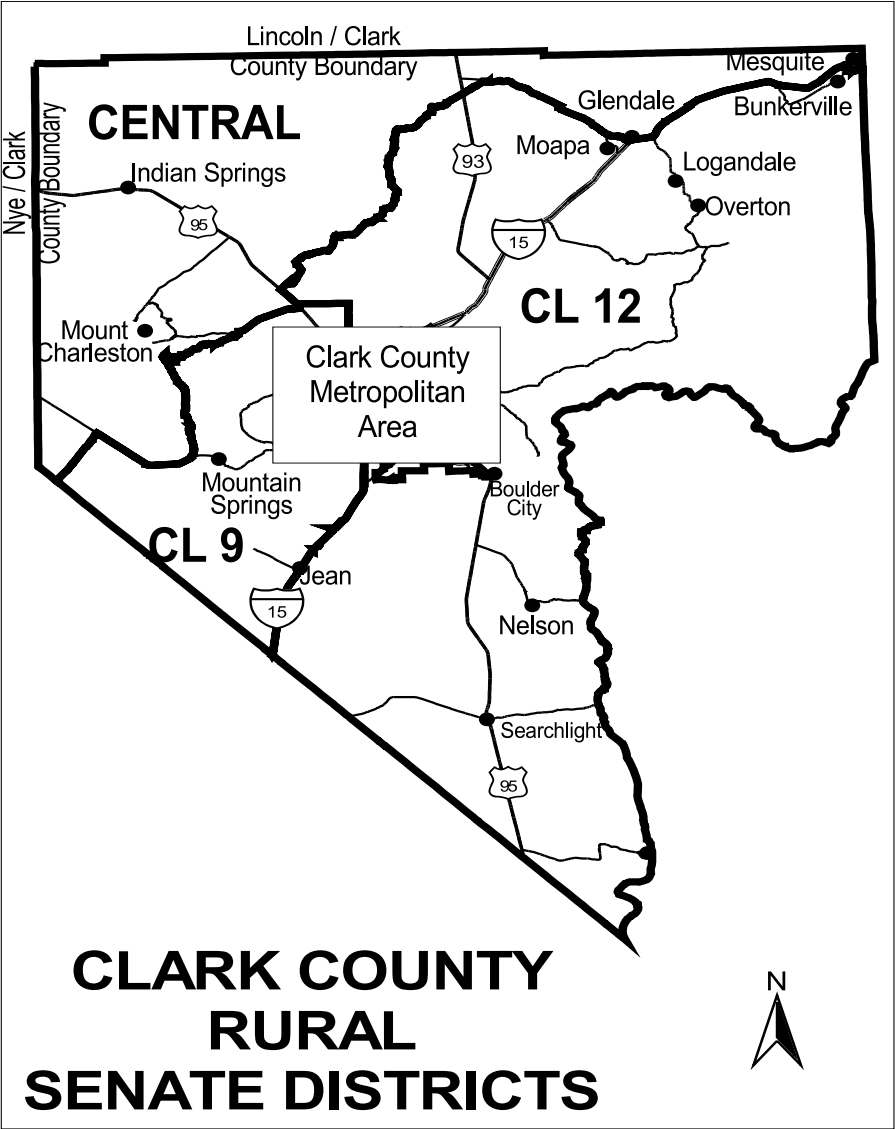 Lincoln / Clark
County Boundary
Mesquite
Bunkerville
Glendale
Moapa
Nye / Clark
County Boundary
CENTRAL
93
Logandale
Indian Springs
Overton
95
15
CL 12
Mount
Charleston
Clark County
Metropolitan
Area
Mountain
Springs
Boulder
City
CL 9
Jean
15
Nelson
Searchlight
95
CLARK COUNTY
RURAL
SENATE DISTRICTS
N